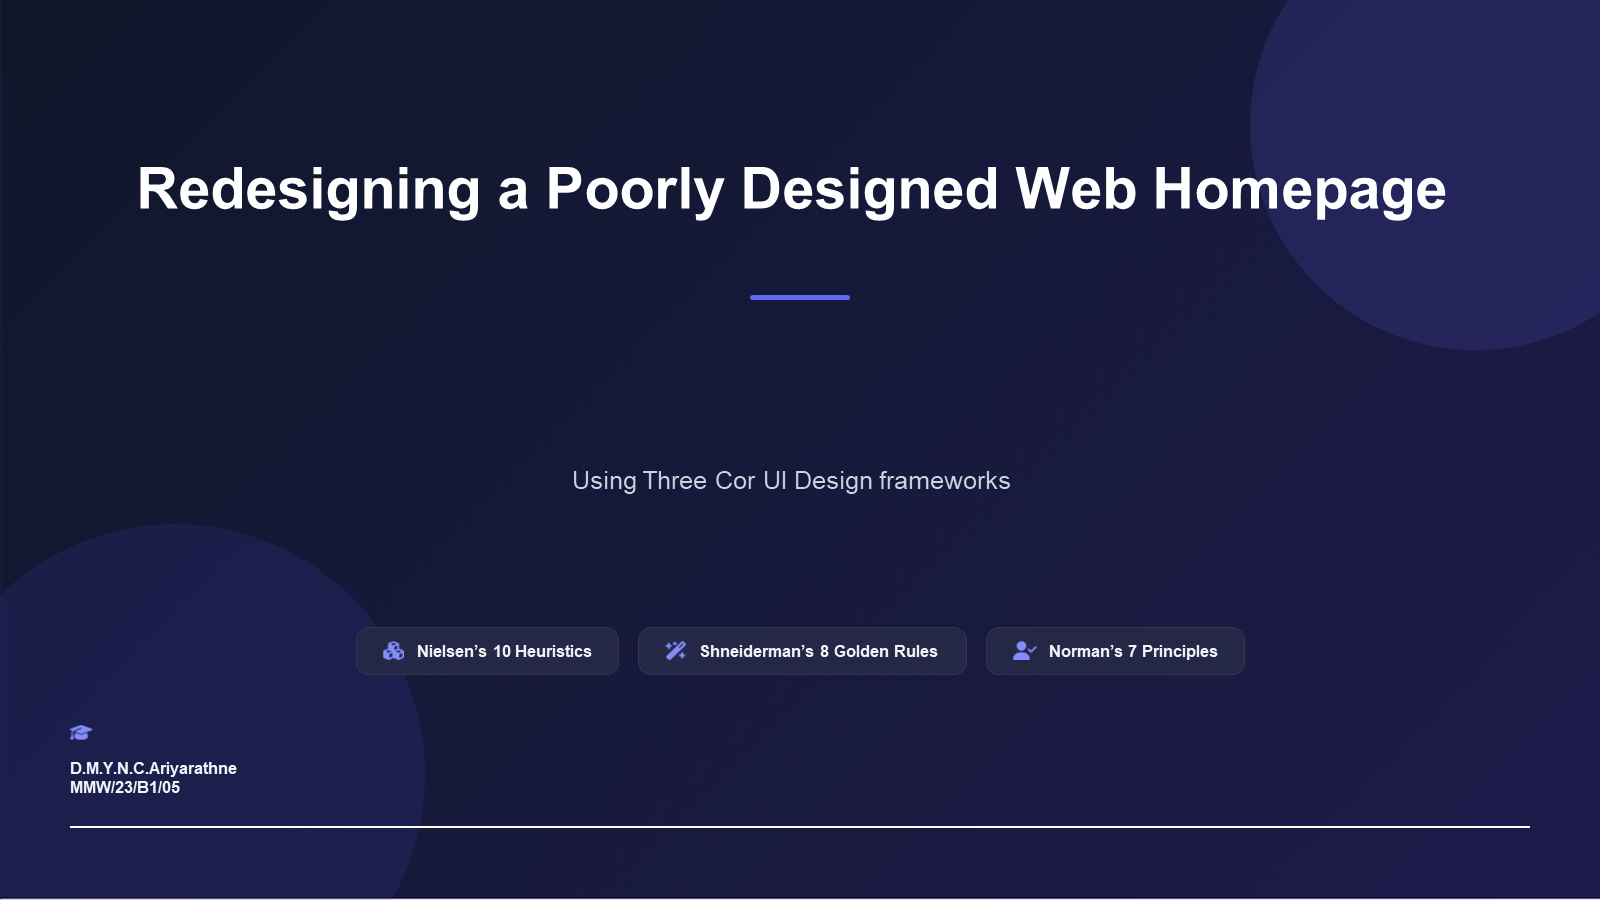 Redesigning a Poorly Designed Web Homepage
Using Three Cor UI Design frameworks
Nielsen’s 10 Heuristics
Shneiderman’s 8 Golden Rules
Norman’s 7 Principles
D.M.Y.N.C.Ariyarathne
MMW/23/B1/05